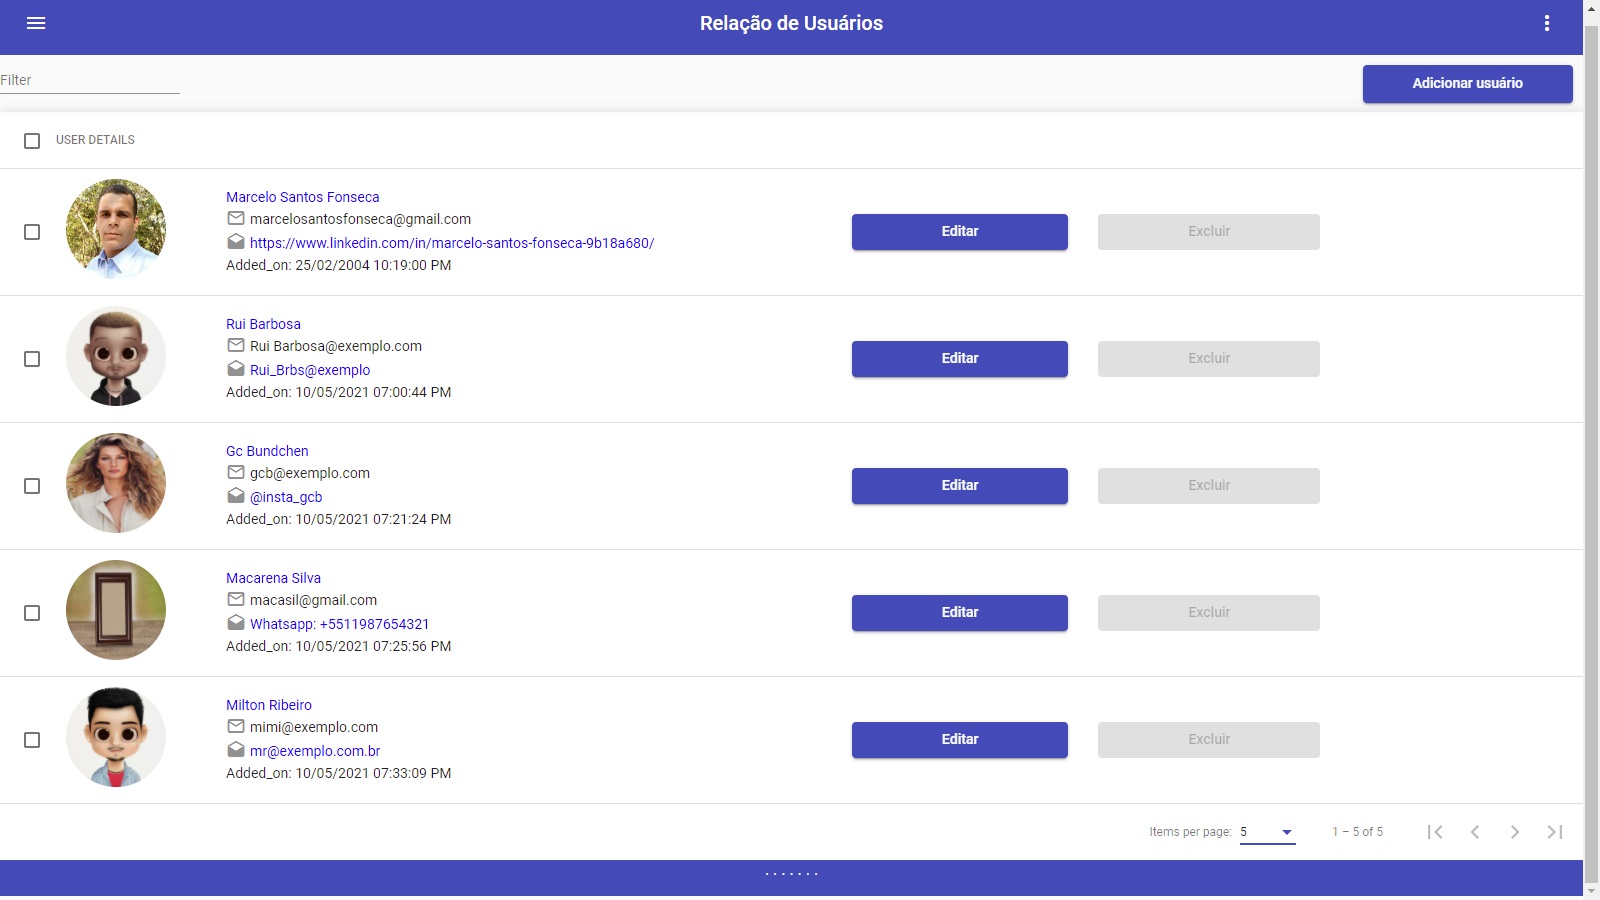 Relação de Usuários
Filter
Adicionar usuário
USER DETAILS
Marcelo Santos Fonseca
marcelosantosfonseca@gmail.com
https://www.linkedin.com/in/marcelo-santos-fonseca-9b18a680/
Added_on: 25/02/2004 10:19:00 PM
Editar
Excluir
Rui Barbosa
Rui Barbosa@exemplo.com
Rui_Brbs@exemplo
Added_on: 10/05/2021 07:00:44 PM
Editar
Excluir
Gc Bundchen
gcb@exemplo.com
@insta_gcb
Added_on: 10/05/2021 07:21:24 PM
Editar
Excluir
Macarena Silva
macasil@gmail.com
Whatsapp: +5511987654321
Added_on: 10/05/2021 07:25:56 PM
Editar
Excluir
Milton Ribeiro
mimi@exemplo.com
mr@exemplo.com.br
Added_on: 10/05/2021 07:33:09 PM
Editar
Excluir
Items per page: 5 1 – 5 of 5
.......